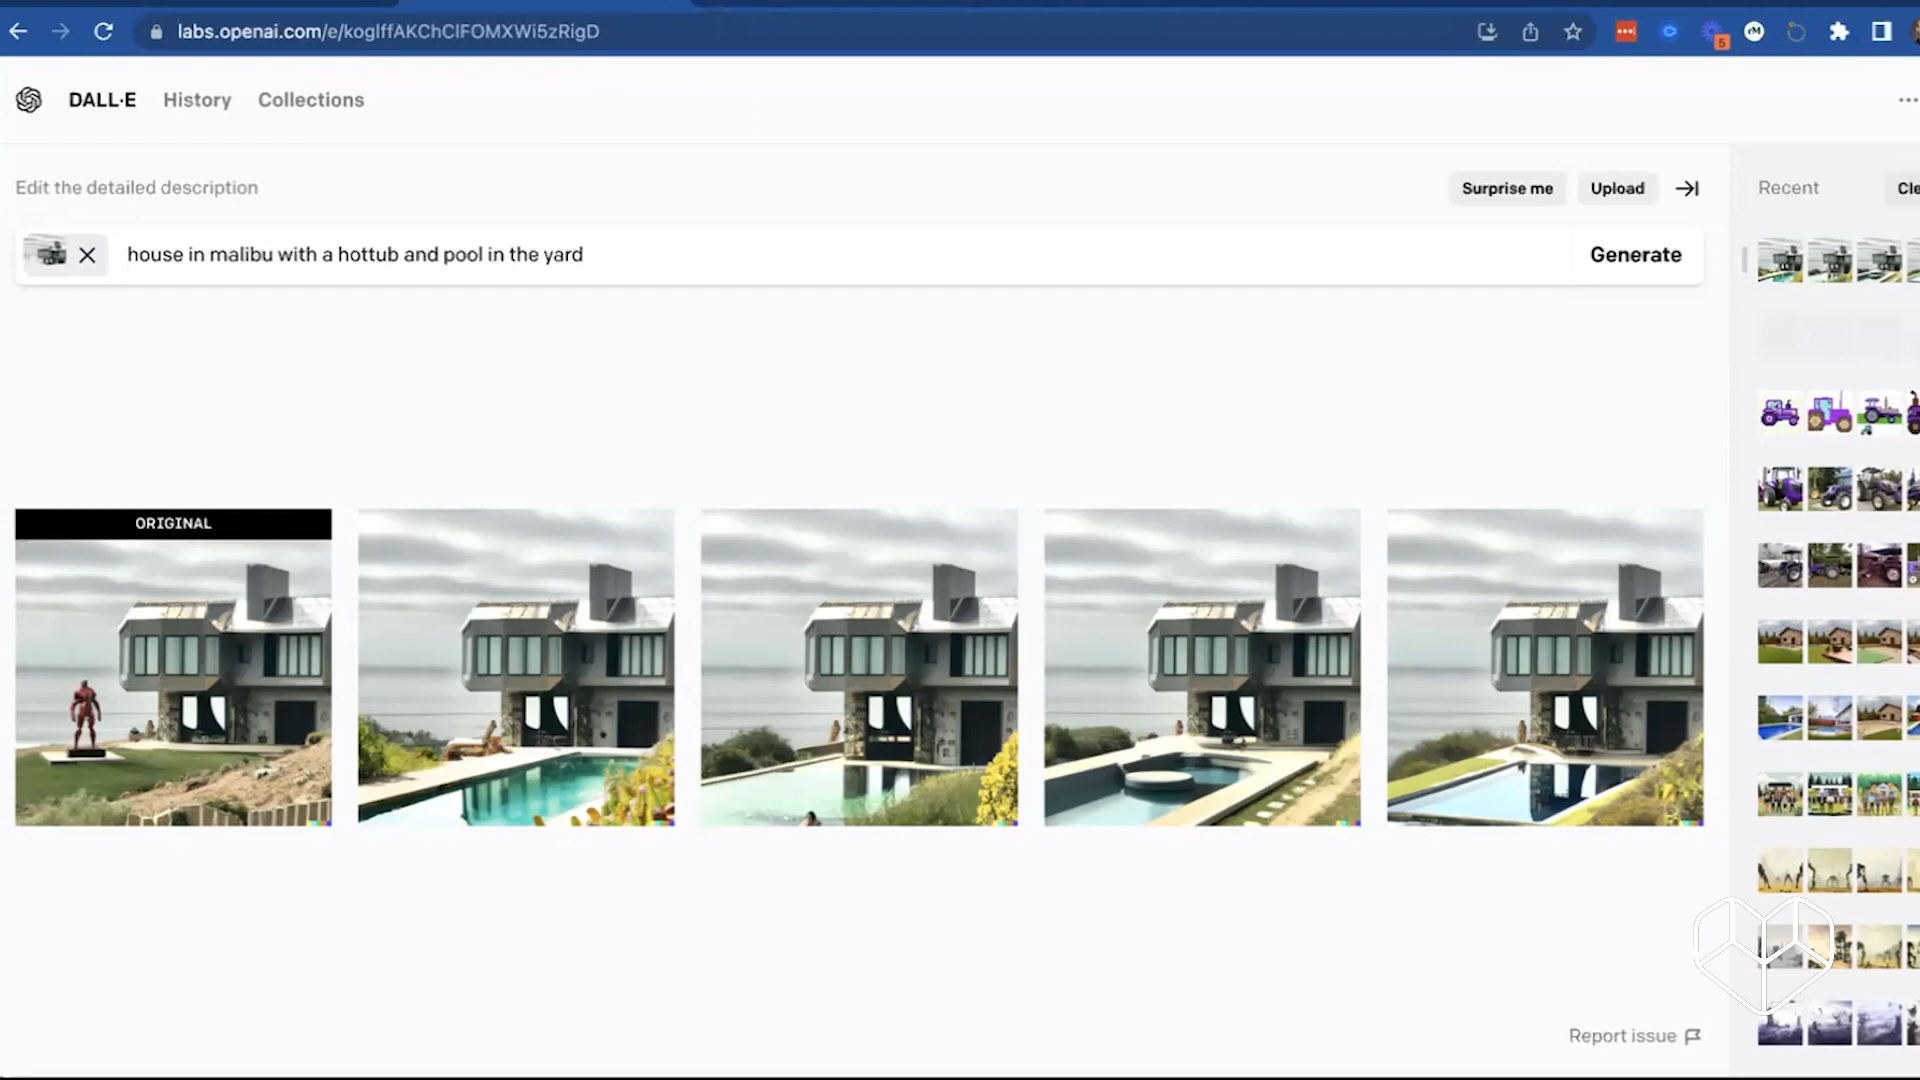 labs.openai.com/e/koglffAKChClFOMXWi5zRigD
5
DALL·E History Collections
Edit the detailed description
Surprise me Upload
Recent
house in malibu with a hottub and pool in the yard
Generate
ORIGINAL
Report issue